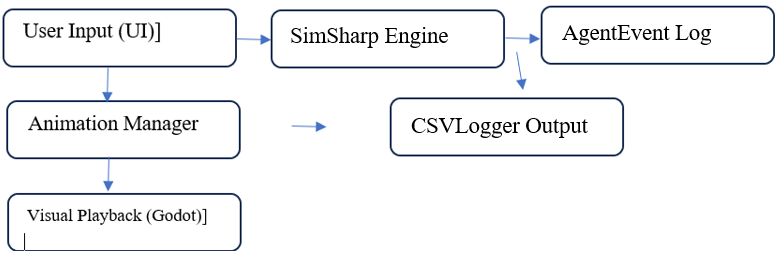 User Input (UI)]
SimSharp Engine
AgentEvent Log
Animation Manager
CSVLogger Output
Visual Playback (Godot)]